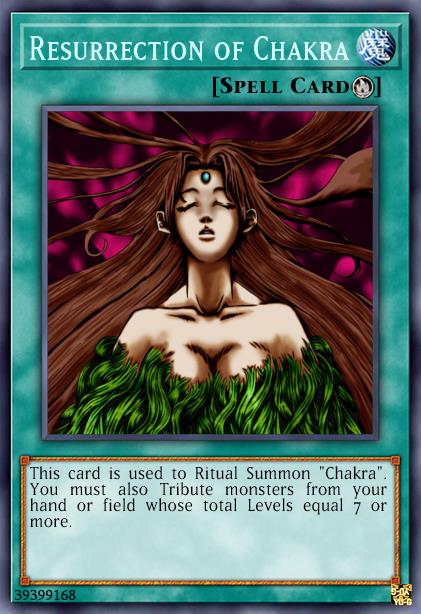 Resurrection of Chakra 魔
[Spell Card]
This card is used to Ritual Summon "Chakra".
You must also Tribute monsters from your
hand or field whose total Levels equal 7 or
more.
39399168